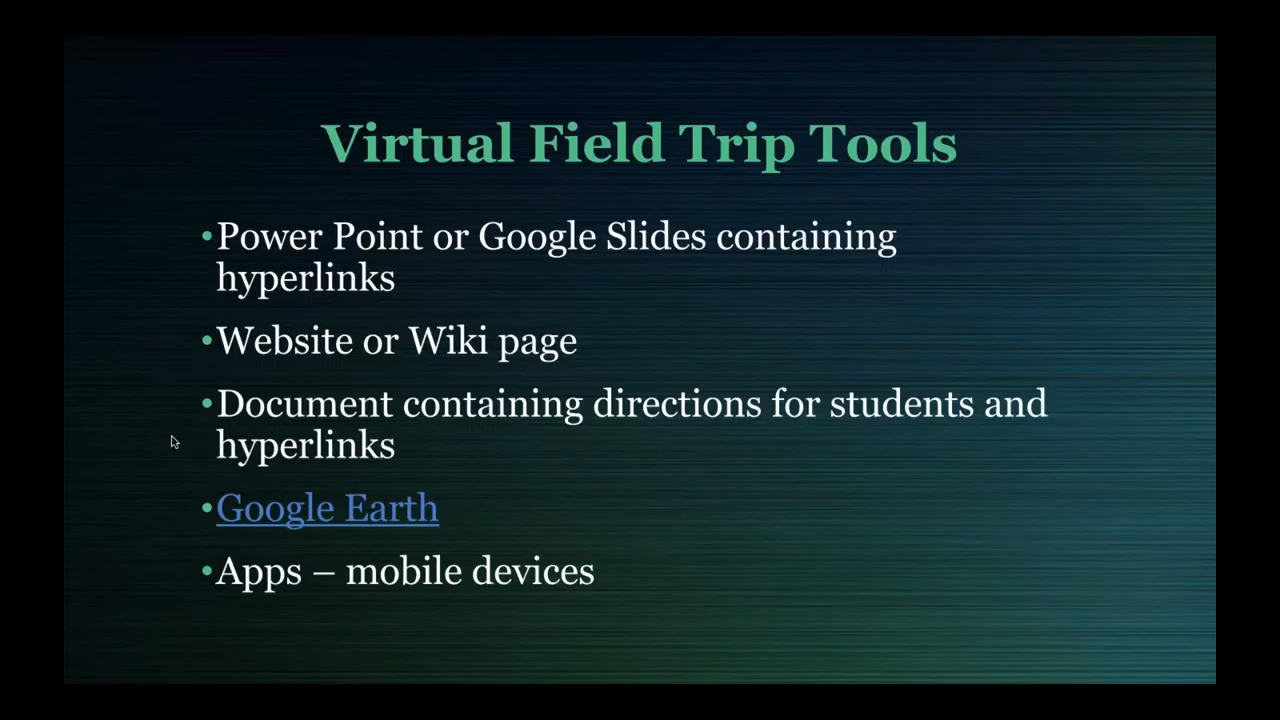 Virtual Field Trip Tools
•Power Point or Google Slides containing
hyperlinks
•Website or Wiki page
•Document containing directions for students and
hyperlinks
•Google Earth
•Apps – mobile devices